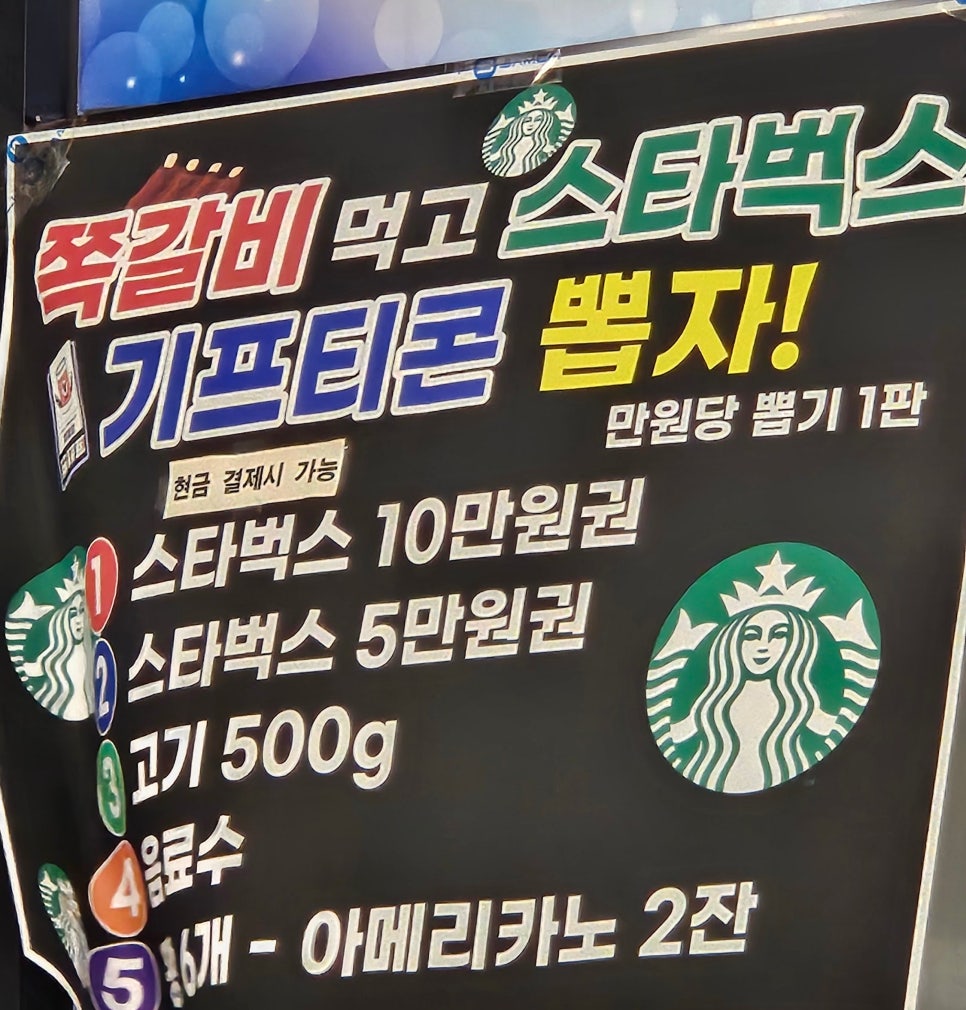 쪽갈비 먹고 스타벅스
기프티콘 뽑자!
만원당 뽑기 1판
현금 결제시 가능
1 스타벅스 10만원권
2 스타벅스 5만원권
3 고기 500g
4 음료수
5 6개 - 아메리카노 2잔